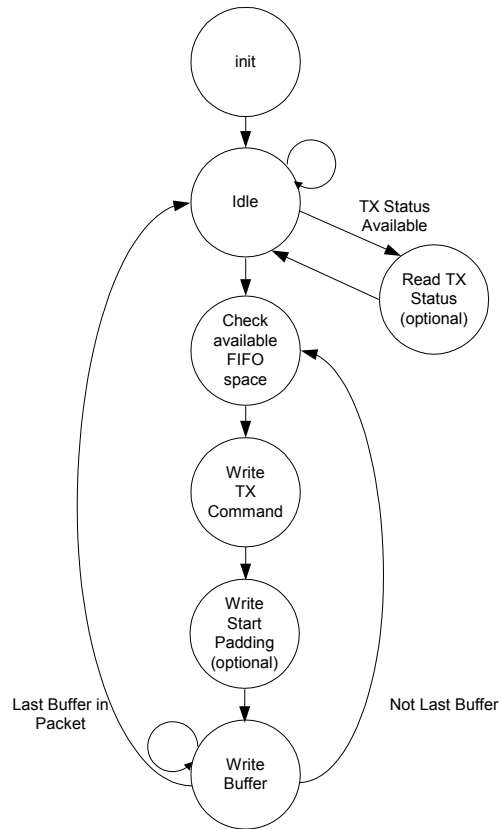 init
Idle
TX Status
Available
Read TX
Status
(optional)
Check
available
FIFO
space
Write
TX
Command
Write
Start
Padding
(optional)
Last Buffer in
Packet
Not Last Buffer
Write
Buffer